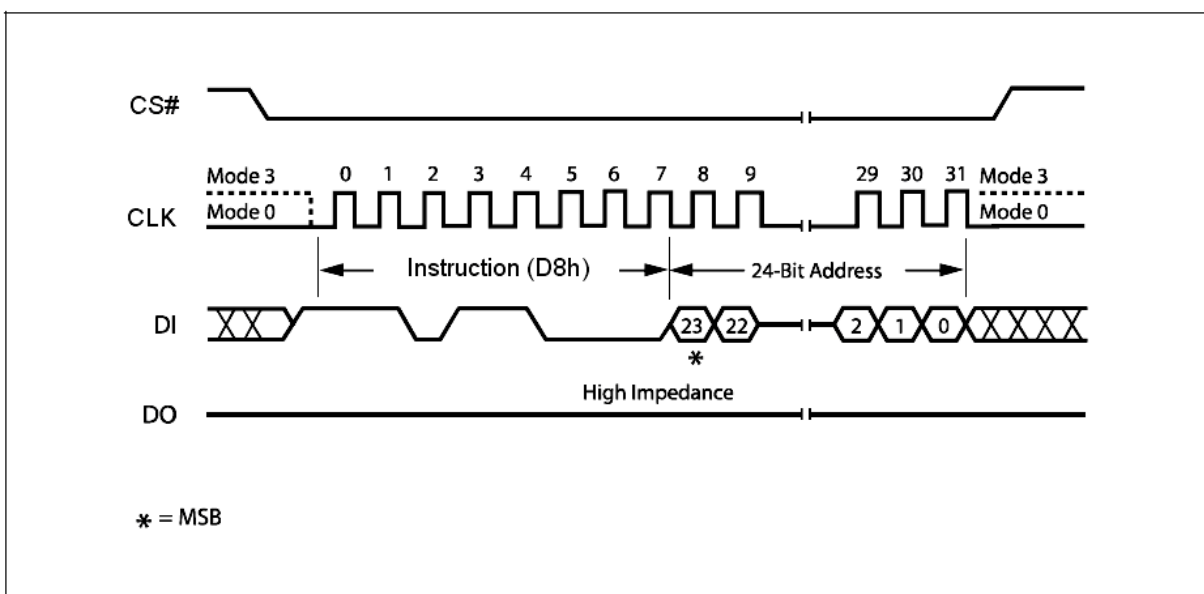 CS#
Mode 3 0 1 2 3 4 5 6 7 8 9 29 30 31 Mode 3
CLK Mode 0 Mode 0
Instruction (D8h) 24-Bit Address
DI 23 22 2 1 0
*
High Impedance
DO
* = MSB